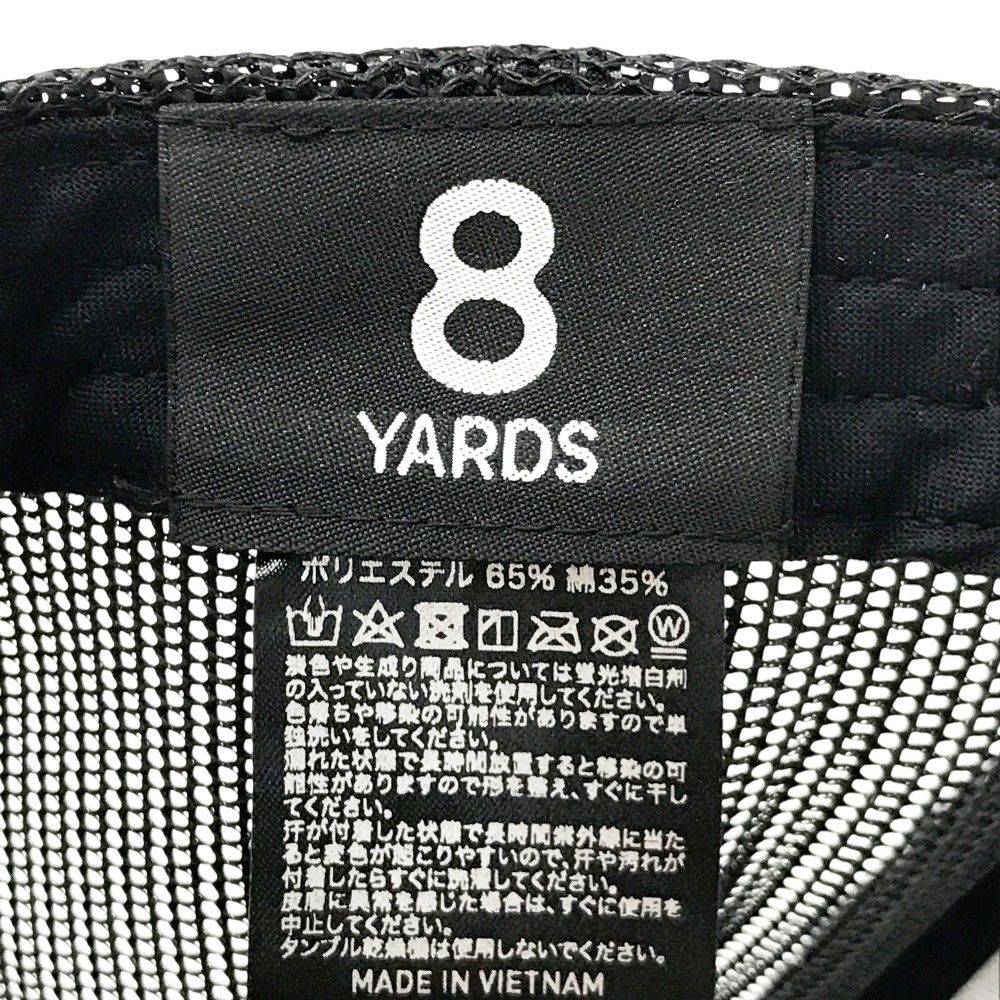 8
YARDS
ポリエステル 65% 綿35%
W
淡色や生成り商品については蛍光増白剤
の入っていない洗剤を使用してください。
色落ちや移染の可能性がありますので単
独洗いをしてください。
濡れた状態で長時間放置すると移染の可
能性がありますので形を整え、すぐに干し
てください。
汗が付着した状態で長時間紫外線に当た
ると変色が起こりやすいので、汗や汚れが
付着したらすぐに洗濯してください。
皮膚に異常を感じた場合は、すぐに使用を
中止してください。
タンブル乾燥機は使用しないでください。
MADE IN VIETNAM